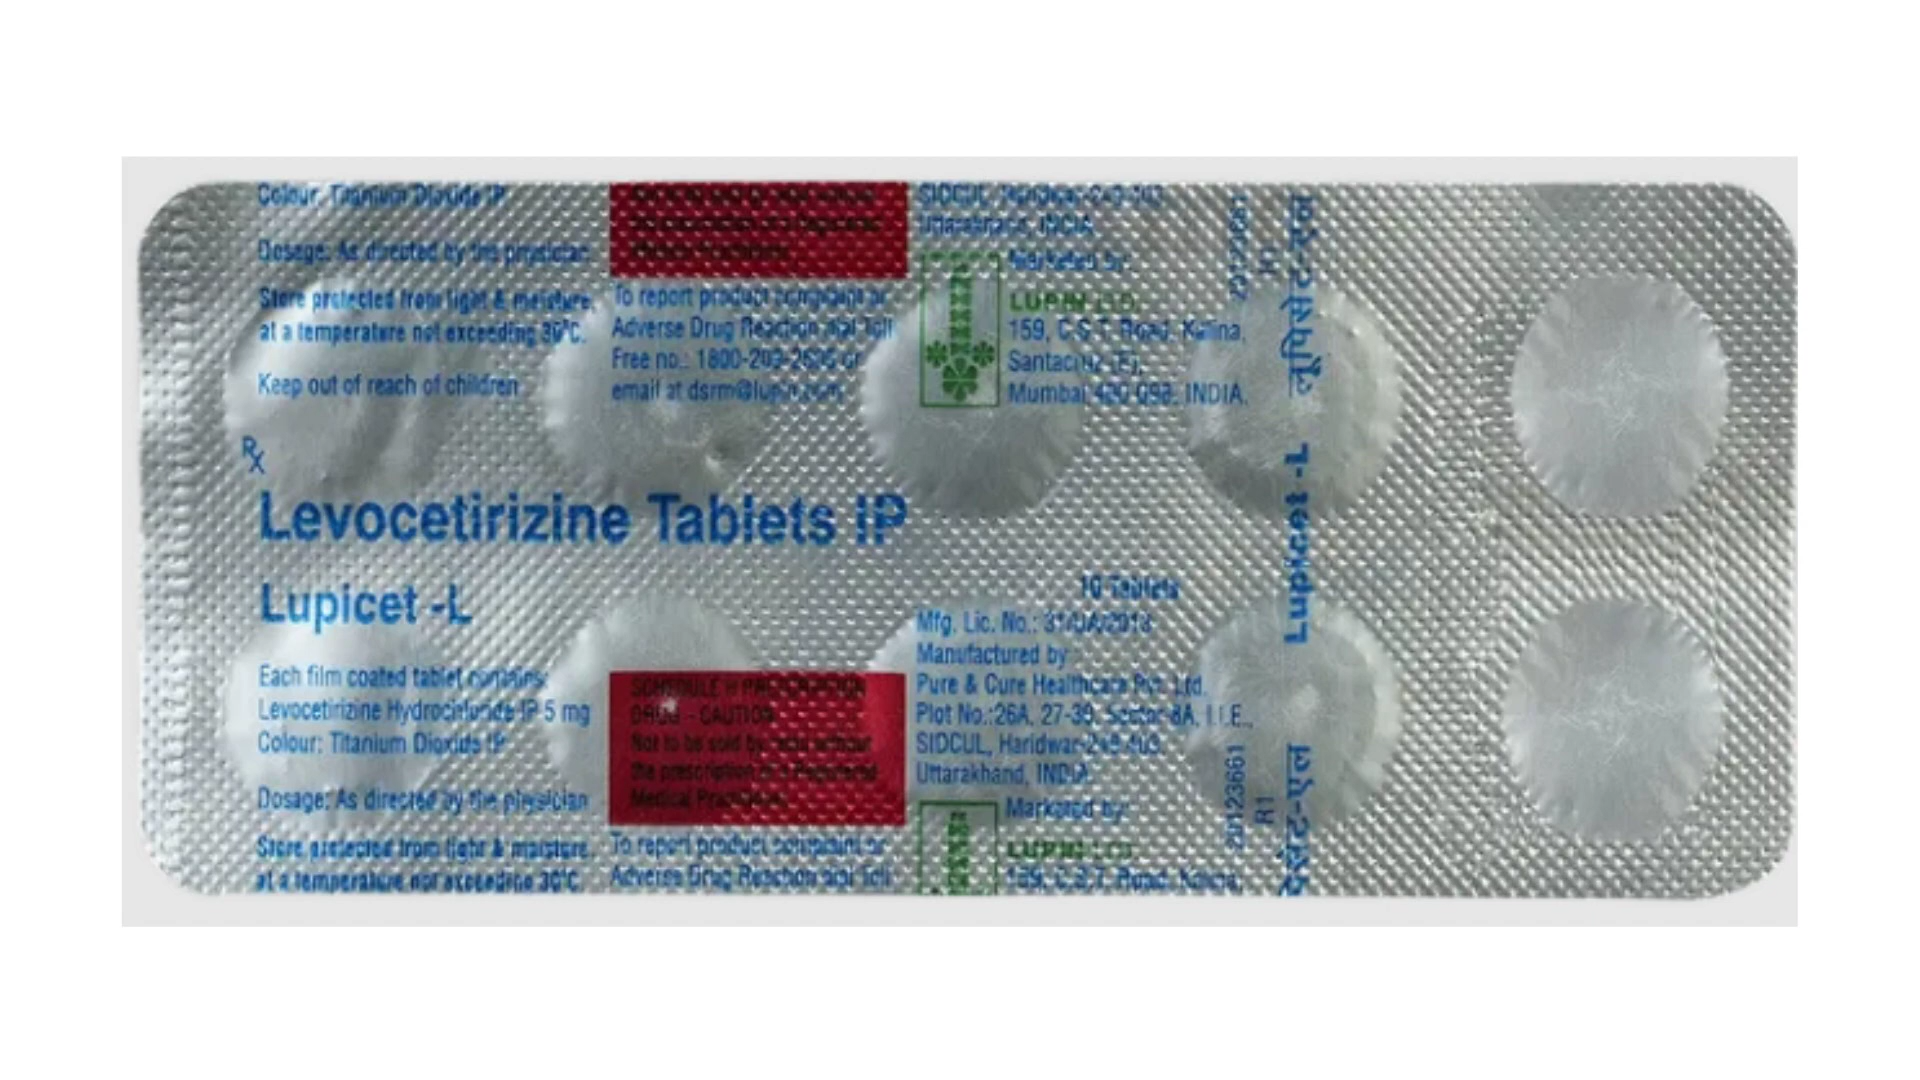 Colour: Titanium Dioxide IP
Dosage: As directed by the physician
Store protected from light & moisture,
at a temperature not exceeding 30°C.
Keep out of reach of children
To report product complaint or
Adverse Drug Reaction dial Toll
Free no.: 1800-209-
email at dsrm@lupin.com
SIDCUL, Haridwar-249 403
Uttarakhand, INDIA
Marketed by:
LUPIN LTD.
159, C.S.T. Road, Kalina,
Santacruz (E),
Mumbai 400 098, INDIA.
Rx
Levocetirizine Tablets IP
Lupicet -L
10 Tablets
Each film coated tablet contains:
Levocetirizine Hydrochloride IP 5 mg
Colour: Titanium Dioxide IP
Dosage: As directed by the physician
Store protected from light & moisture,
at a temperature not exceeding 30°C.
SCHEDULE H PRESCRIPTION
DRUG - CAUTION
Not to be sold by retail without
the prescription of a Registered
Medical Practitioner
To report product complaint or
Adverse Drug Reaction dial Toll
Mfg. Lic. No.: 31/UA/2013
Manufactured by
Pure & Cure Healthcare Pvt. Ltd.
Plot No.:26A, 27-30, Sector-8A, I.I.E.,
SIDCUL, Haridwar-249 403,
Uttarakhand, INDIA
Marketed by:
LUPIN LTD.
159, C.S.T. Road, Kalina,
लूपिसेट-एल
Lupicet -L
20123661
R1